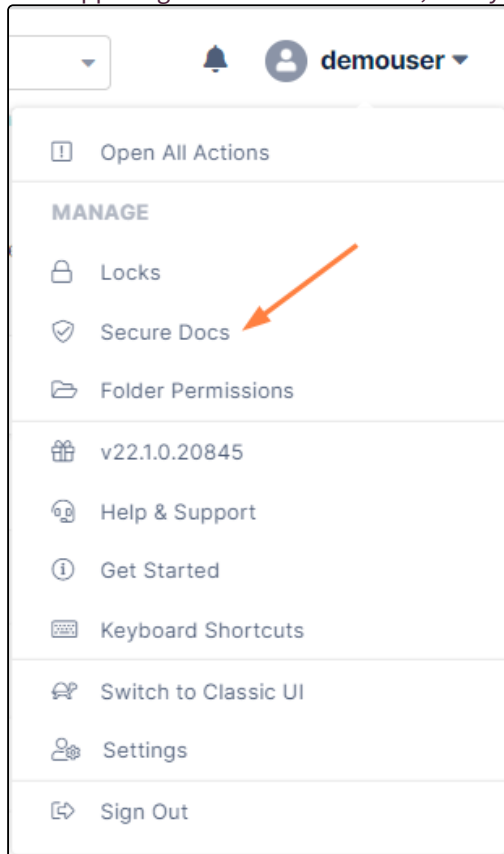 demouser
Open All Actions
MANAGE
Locks
Secure Docs
Folder Permissions
v22.1.0.20845
Help & Support
Get Started
Keyboard Shortcuts
Switch to Classic UI
Settings
Sign Out